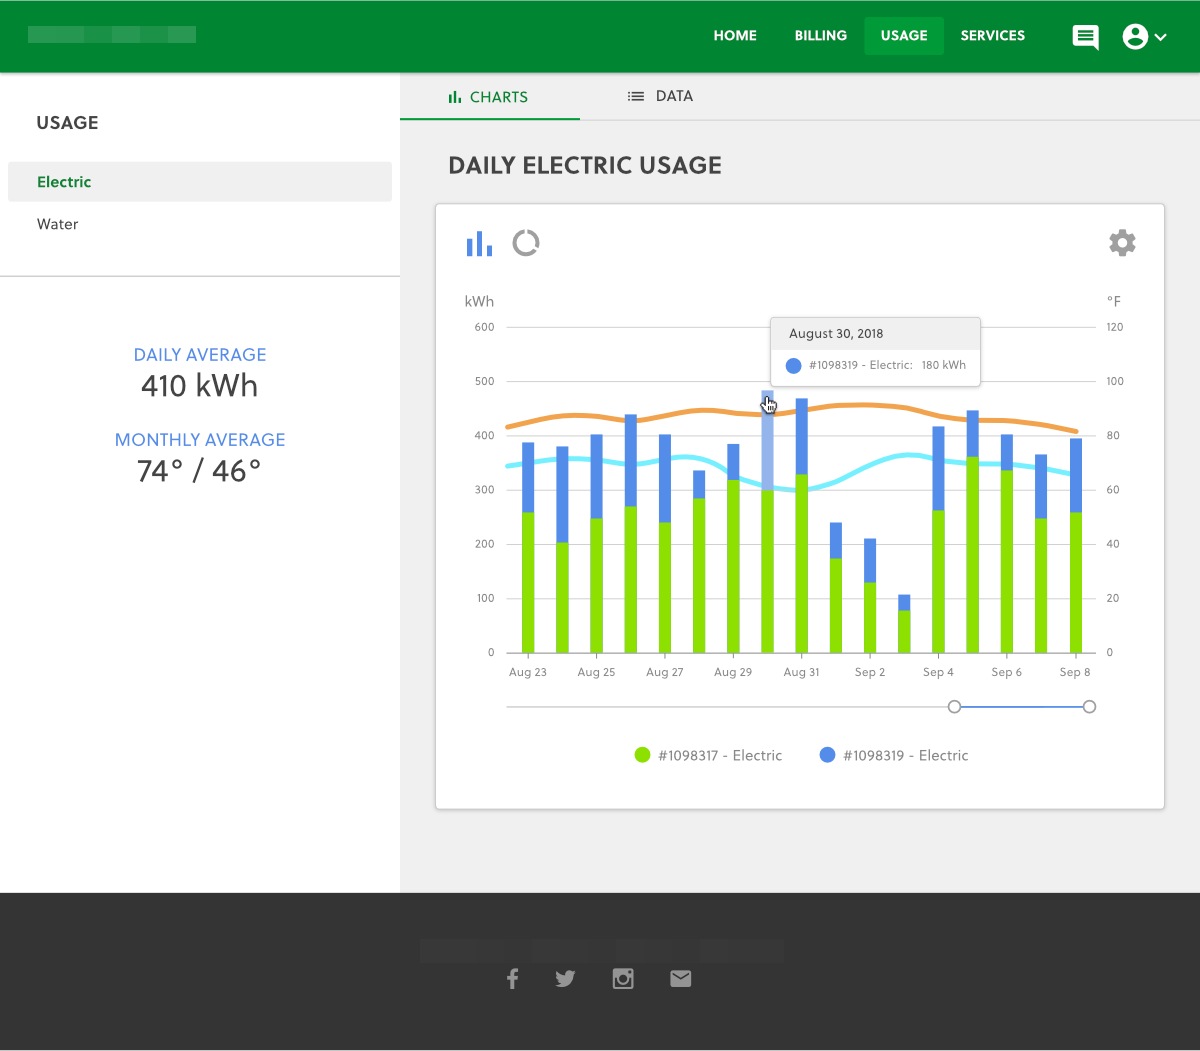 HOME BILLING USAGE SERVICES
USAGE
Electric
Water
DAILY AVERAGE
410 kWh
MONTHLY AVERAGE
74° / 46°
CHARTS DATA
DAILY ELECTRIC USAGE
kWh °F
600 120
500 100
400 80
300 60
200 40
100 20
0 0
August 30, 2018
#1098319 - Electric: 180 kWh
Aug 23 Aug 25 Aug 27 Aug 29 Aug 31 Sep 2 Sep 4 Sep 6 Sep 8
#1098317 - Electric #1098319 - Electric